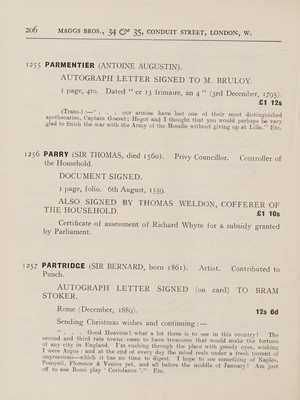 206 MAGGS BROS., 34 & 35, CONDUIT STREET, LONDON, W.
1255 PARMENTIER (ANTOINE AUGUSTIN).
AUTOGRAPH LETTER SIGNED TO M. BRULOY.
1 page, 4to. Dated " ce 13 frimaire, an 4 " (3rd December, 1795).
£1 12s
(Trans.) :—" . . . our armies have lost one of their most distinguished
apothecaries, Captain Gueret; Hegot and I thought that you would perhaps be very
glad to finish the war with the Army of the Moselle without giving up at Lille." Etc.
1256 PARRY (SIR THOMAS, died 1560). Privy Councillor. Controller of
the Household.
DOCUMENT SIGNED.
1 page, folio. 6th August, 1559.
ALSO SIGNED BY THOMAS WELDON, COFFERER OF
THE HOUSEHOLD. £1 10s
Certificate of assessment of Richard Whyte for a subsidy granted
by Parliament.
1257 PARTRIDGE (SIR BERNARD, born 1861). Artist. Contributed to
Punch.
AUTOGRAPH LETTER SIGNED (on card) TO BRAM
STOKER.
Rome (December, 1889). 12s 6d
Sending Christmas wishes and continuing :—
" . . . Good Heavens! what a lot there is to see in this country! The
second and third rate towns seem to have treasures that would make the fortune
of any city in England. I'm rushing through the place with greedy eyes, wishing
I were Argus : and at the end of every day the mind reels under a fresh torrent of
impressions—which it has no time to digest. I hope to see something of Naples,
Pompeii, Florence & Venice yet, and all before the middle of January! Am just
off to see Rossi play ' Coriolanus '." Etc.